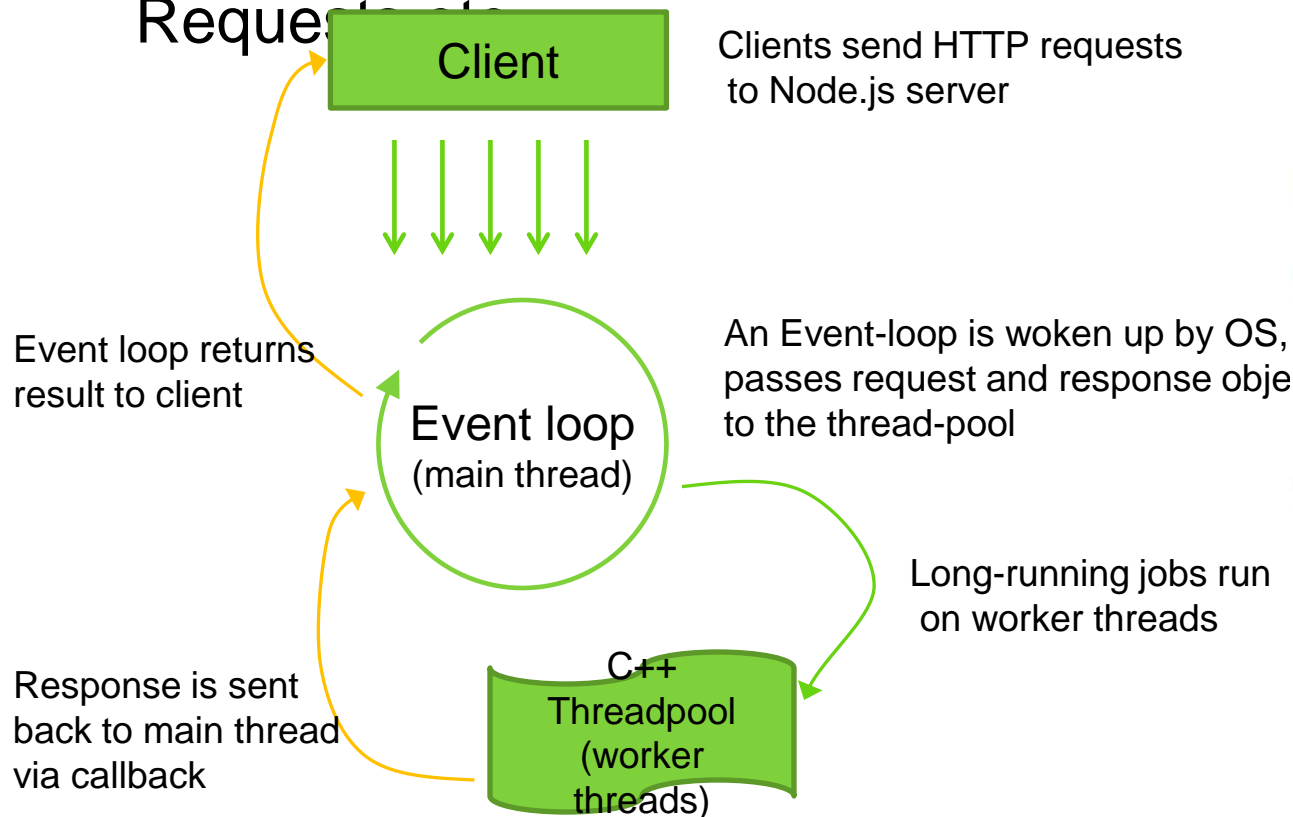 Client
Clients send HTTP requests
to Node.js server
Event loop returns
result to client
An Event-loop is woken up by OS,
passes request and response obje
to the thread-pool
Event loop
(main thread)
Long-running jobs run
on worker threads
Response is sent
back to main thread
via callback
C++
Threadpool
(worker
threads)